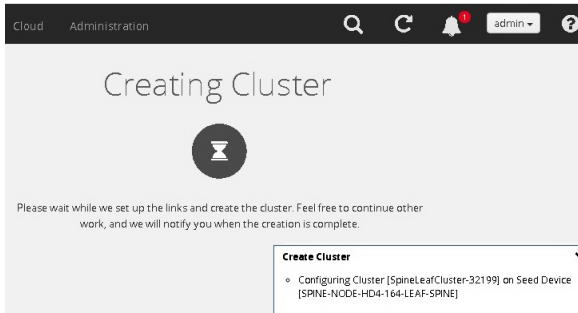 Cloud Administration 1 admin ?
Creating Cluster
Please wait while we set up the links and create the cluster. Feel free to continue other
work, and we will notify you when the creation is complete.
Create Cluster
Configuring Cluster [SpineLeafCluster-32199] on Seed Device
[SPINE-NODE-HD4-164-LEAF-SPINE]